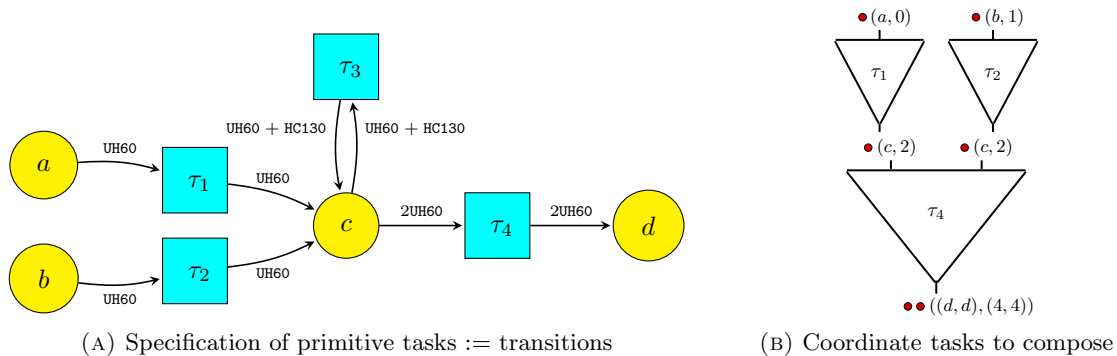 τ3
UH60 + HC130
UH60 + HC130
a
UH60
τ1
UH60
c
2UH60
τ4
2UH60
d
b
UH60
τ2
UH60
(A) Specification of primitive tasks := transitions
(a, 0)
(b, 1)
τ1
τ2
(c, 2)
(c, 2)
τ4
((d, d), (4, 4))
(B) Coordinate tasks to compose